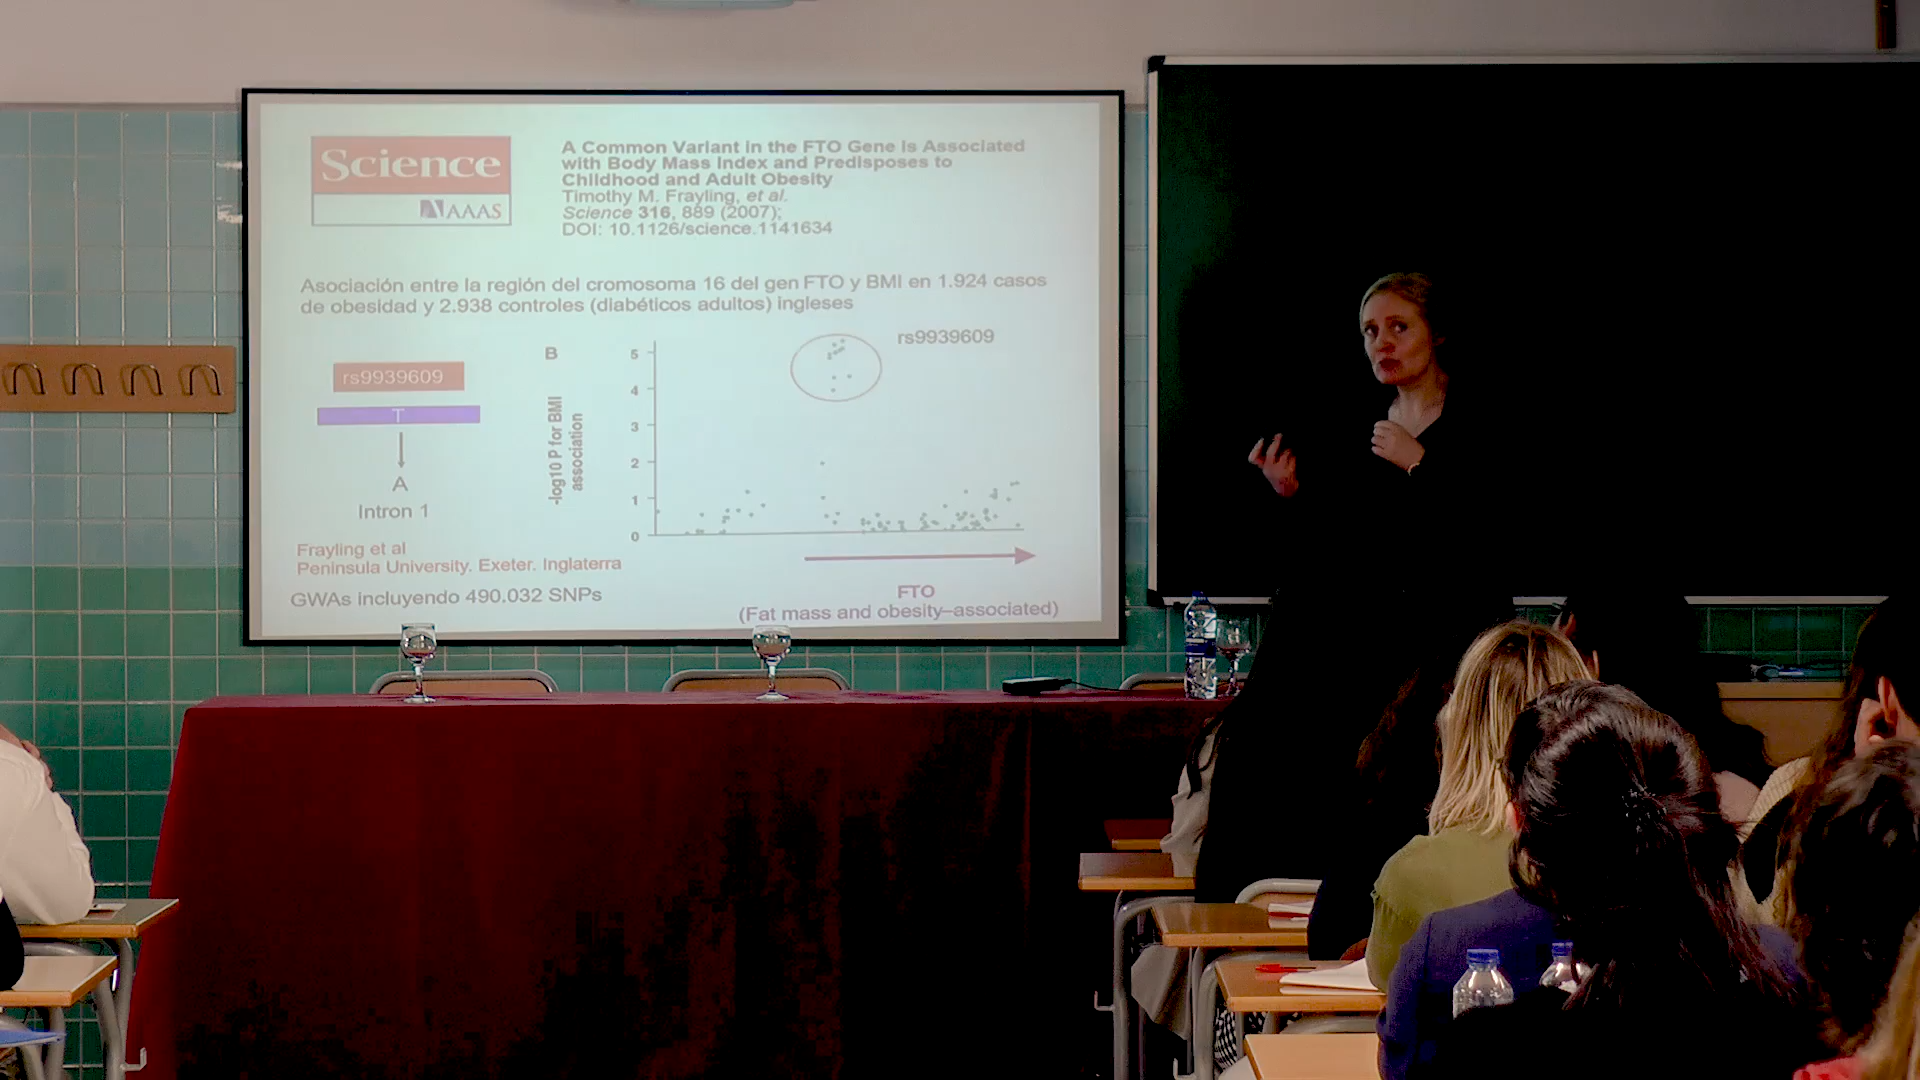 Science
AAAS
A Common Variant in the FTO Gene Is Associated
with Body Mass Index and Predisposes to
Childhood and Adult Obesity
Timothy M. Frayling, et al.
Science 316, 889 (2007);
DOI: 10.1126/science.1141634
Asociación entre la región del cromosoma 16 del gen FTO y BMI en 1.924 casos
de obesidad y 2.938 controles (diabéticos adultos) ingleses
rs9939609
T
A
Intron 1
B
-log10 P for BMI
association
5
4
3
2
1
0
rs9939609
Frayling et al
Peninsula University. Exeter. Inglaterra
GWAs incluyendo 490.032 SNPs
FTO
(Fat mass and obesity–associated)